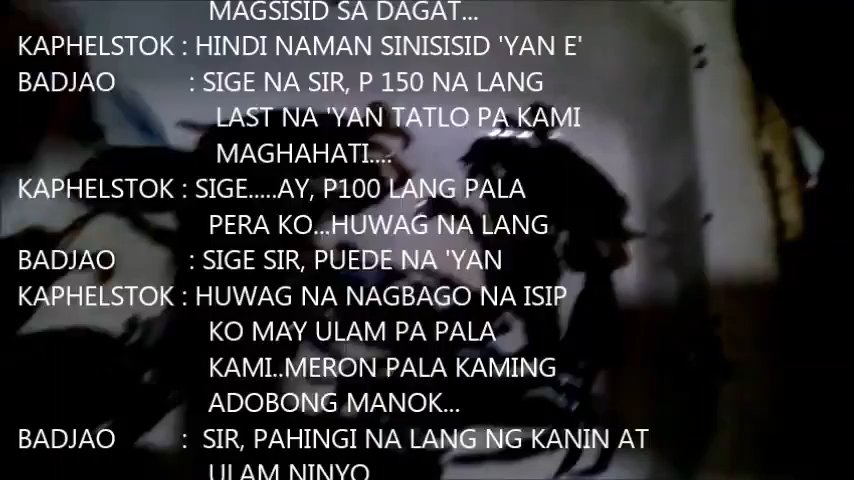 MAGSISID SA DAGAT...
KAPHELSTOK : HINDI NAMAN SINISISID 'YAN E'
BADJAO : SIGE NA SIR, P 150 NA LANG
LAST NA 'YAN TATLO PA KAMI
MAGHAHATI....
KAPHELSTOK : SIGE.....AY, P100 LANG PALA
PERA KO...HUWAG NA LANG
BADJAO : SIGE SIR, PUEDE NA 'YAN
KAPHELSTOK : HUWAG NA NAGBAGO NA ISIP
KO MAY ULAM PA PALA
KAMI..MERON PALA KAMING
ADOBONG MANOK...
BADJAO : SIR, PAHINGI NA LANG NG KANIN AT
ULAM NINYO